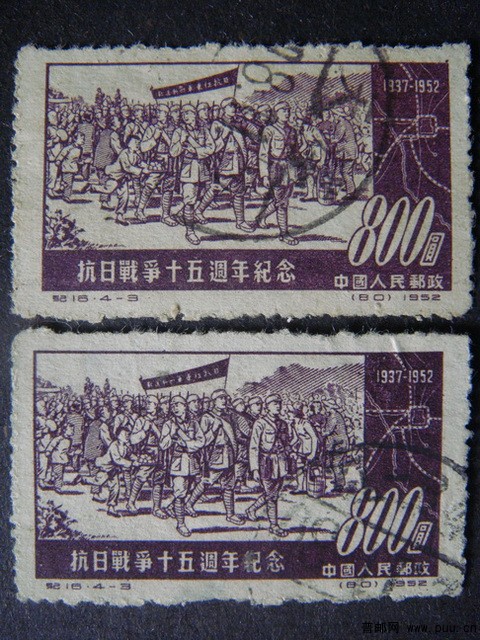 1937-1952
800圓
抗日戰爭十五週年紀念
中國人民郵政
紀16.4-3
(80) 1952
1937-1952
800圓
抗日戰爭十五週年紀念
中國人民郵政
紀16.4-3
(80) 1952
普邮网 www.puu.cn